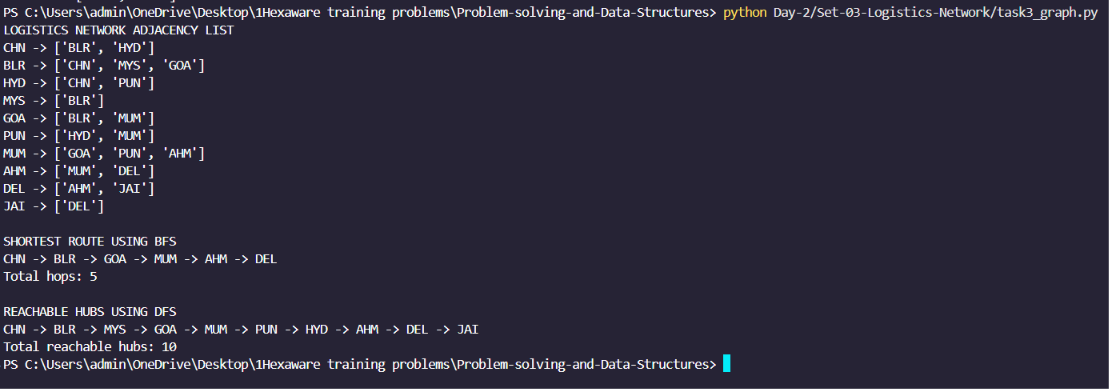 PS C:\Users\admin\OneDrive\Desktop\1Hexaware training problems\Problem-solving-and-Data-Structures> python Day-2/Set-03-Logistics-Network/task3_graph.py
LOGISTICS NETWORK ADJACENCY LIST
CHN -> ['BLR', 'HYD']
BLR -> ['CHN', 'MYS', 'GOA']
HYD -> ['CHN', 'PUN']
MYS -> ['BLR']
GOA -> ['BLR', 'MUM']
PUN -> ['HYD', 'MUM']
MUM -> ['GOA', 'PUN', 'AHM']
AHM -> ['MUM', 'DEL']
DEL -> ['AHM', 'JAI']
JAI -> ['DEL']

SHORTEST ROUTE USING BFS
CHN -> BLR -> GOA -> MUM -> AHM -> DEL
Total hops: 5

REACHABLE HUBS USING DFS
CHN -> BLR -> MYS -> GOA -> MUM -> PUN -> HYD -> AHM -> DEL -> JAI
Total reachable hubs: 10
PS C:\Users\admin\OneDrive\Desktop\1Hexaware training problems\Problem-solving-and-Data-Structures>